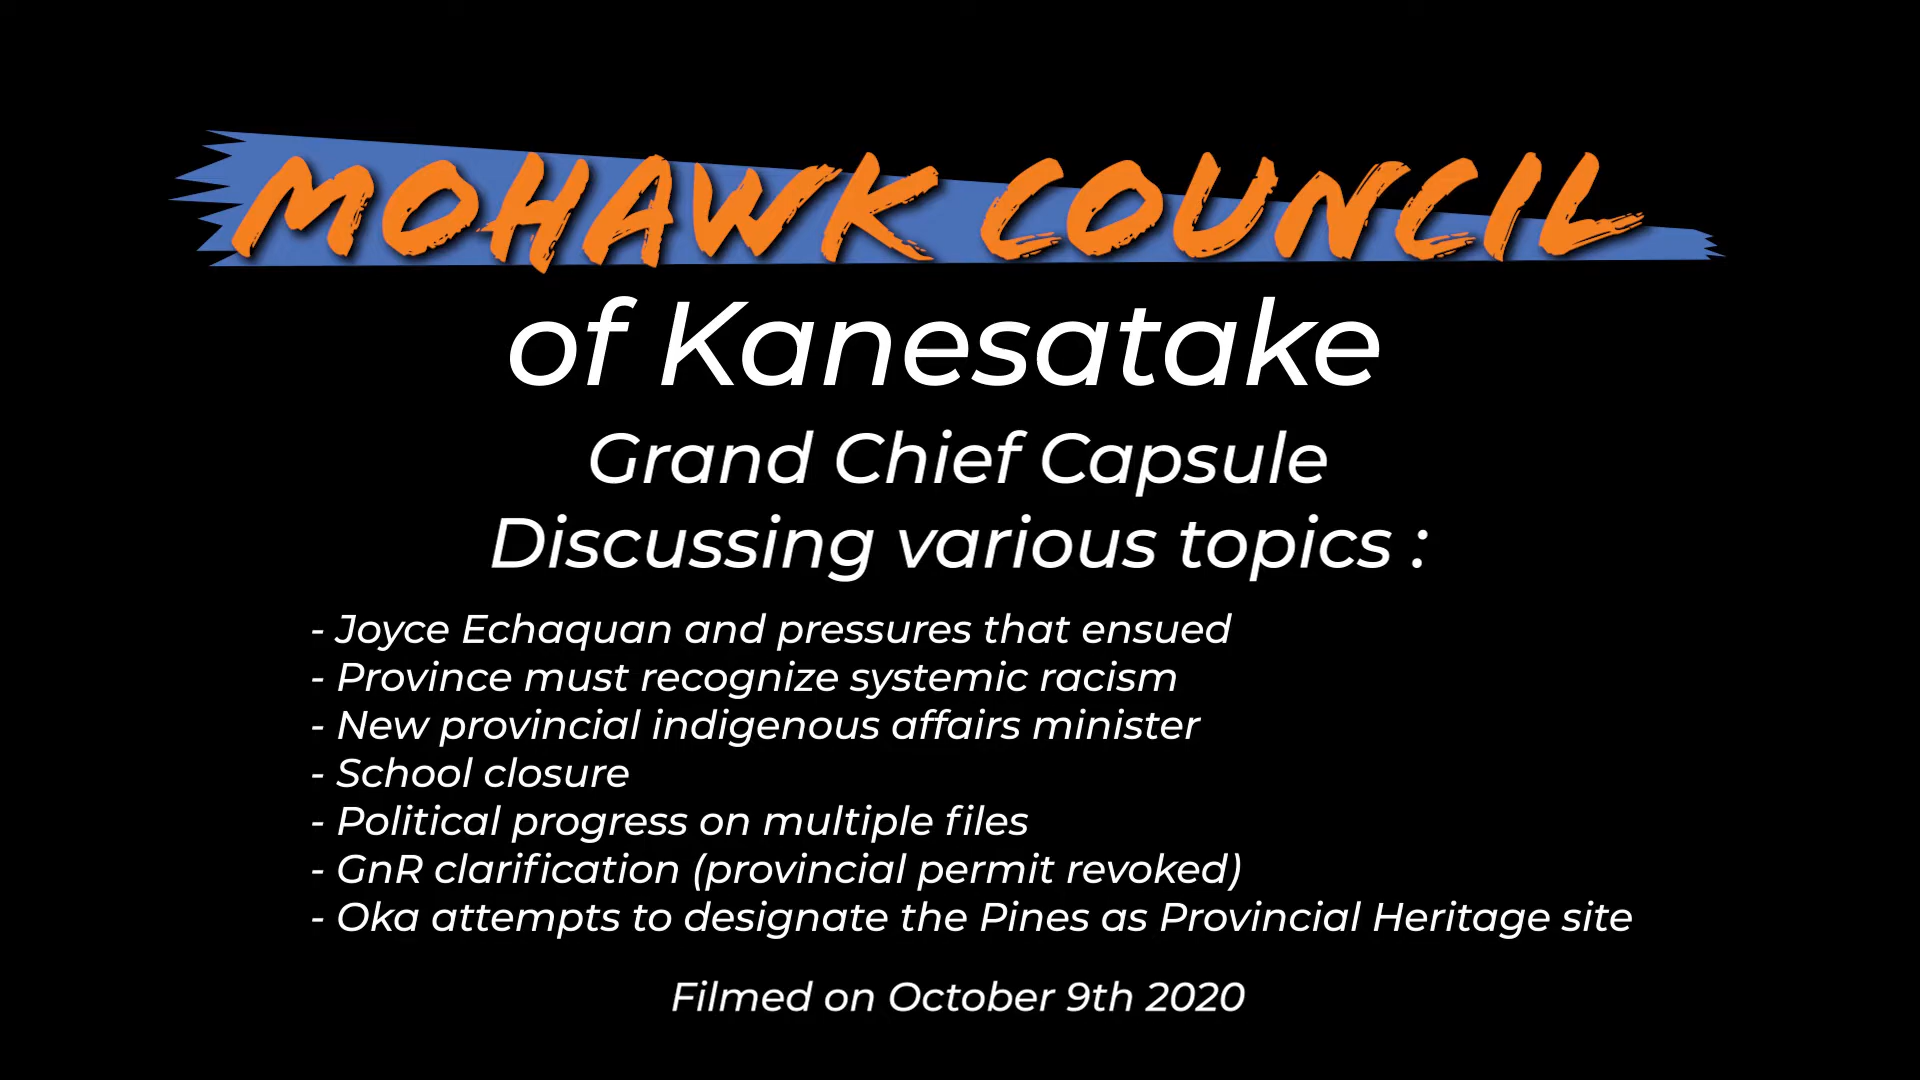 MOHAWK COUNCIL
of Kanesatake
Grand Chief Capsule
Discussing various topics :
- Joyce Echaquan and pressures that ensued
- Province must recognize systemic racism
- New provincial indigenous affairs minister
- School closure
- Political progress on multiple files
- GnR clarification (provincial permit revoked)
- Oka attempts to designate the Pines as Provincial Heritage site
Filmed on October 9th 2020